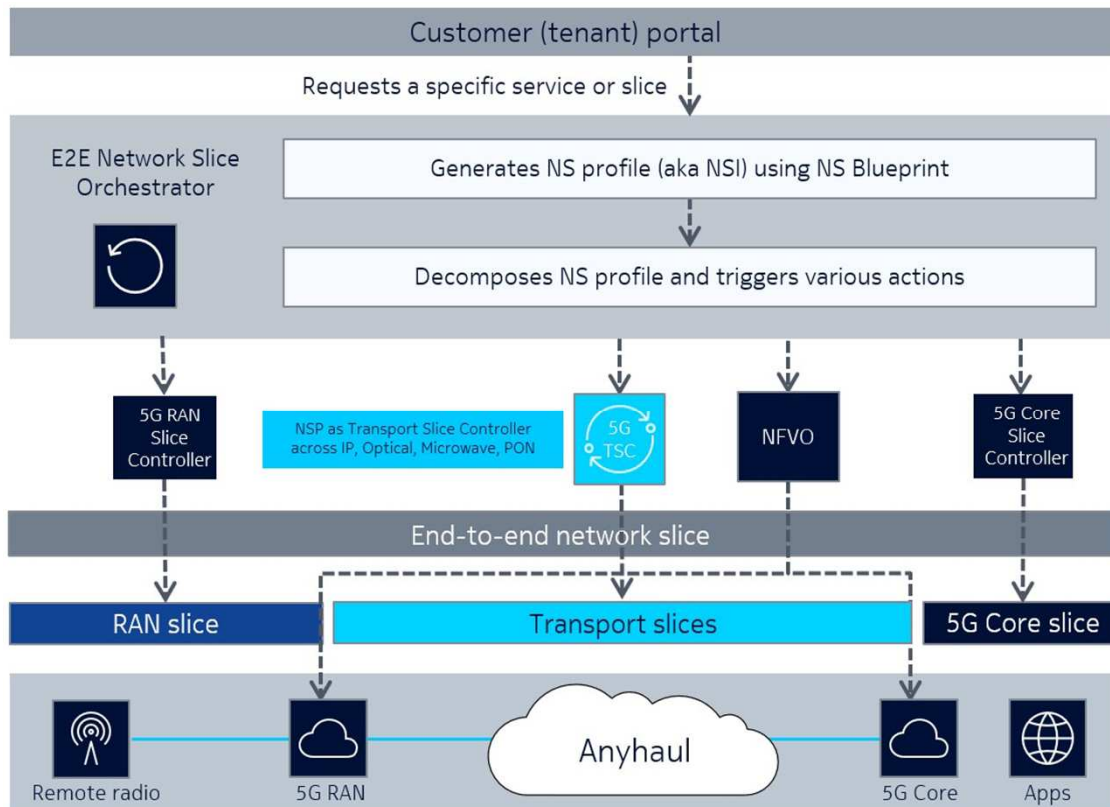 Customer (tenant) portal
Requests a specific service or slice
E2E Network Slice
Orchestrator
Generates NS profile (aka NSI) using NS Blueprint
Decomposes NS profile and triggers various actions
5G RAN
Slice
Controller
NSP as Transport Slice Controller
across IP, Optical, Microwave, PON
5G
TSC
NFVO
5G Core
Slice
Controller
End-to-end network slice
RAN slice
Transport slices
5G Core slice
Anyhaul
Remote radio
5G RAN
5G Core
Apps